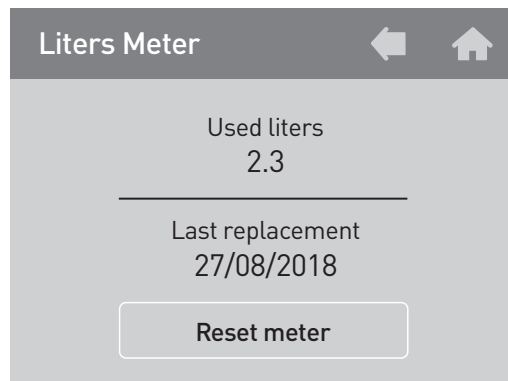 Liters Meter
Used liters
2.3
Last replacement
27/08/2018
Reset meter